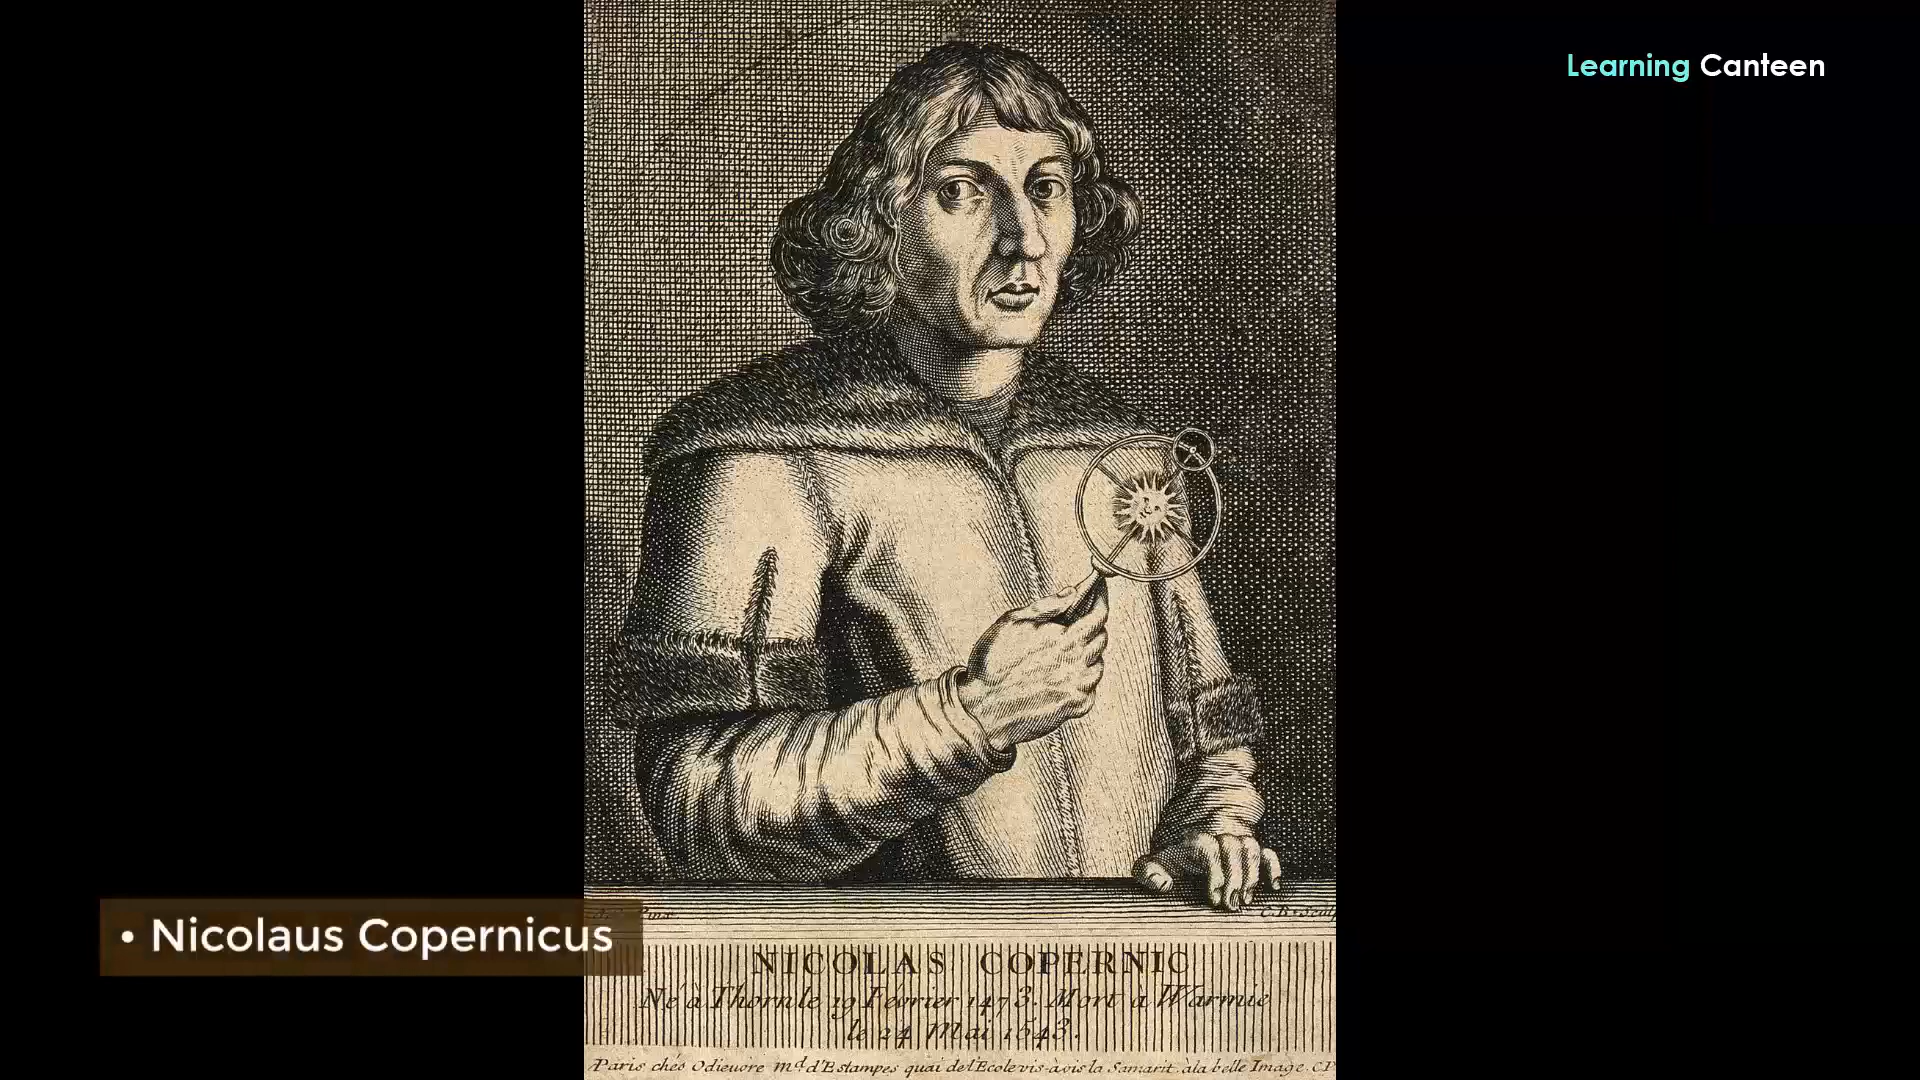 Learning Canteen
• Nicolaus Copernicus
NICOLAS COPERNIC
Né à Thorn le 19 Février 1473. Mort à Warmie
le 24 Mai 1543.
Paris chés Odieuvre md. d'Estampes quai de l'Ecole vis-à-vis la Samarit. à la belle Image. C.P.